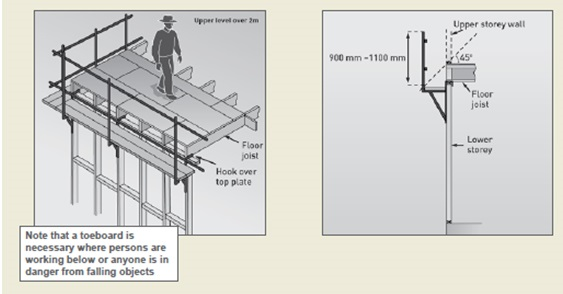 Upper level over 2m
Floor
joist
Hook over
top plate
Note that a toeboard is
necessary where persons are
working below or anyone is in
danger from falling objects
Upper storey wall
900 mm –1100 mm
45°
Floor
joist
Lower
storey